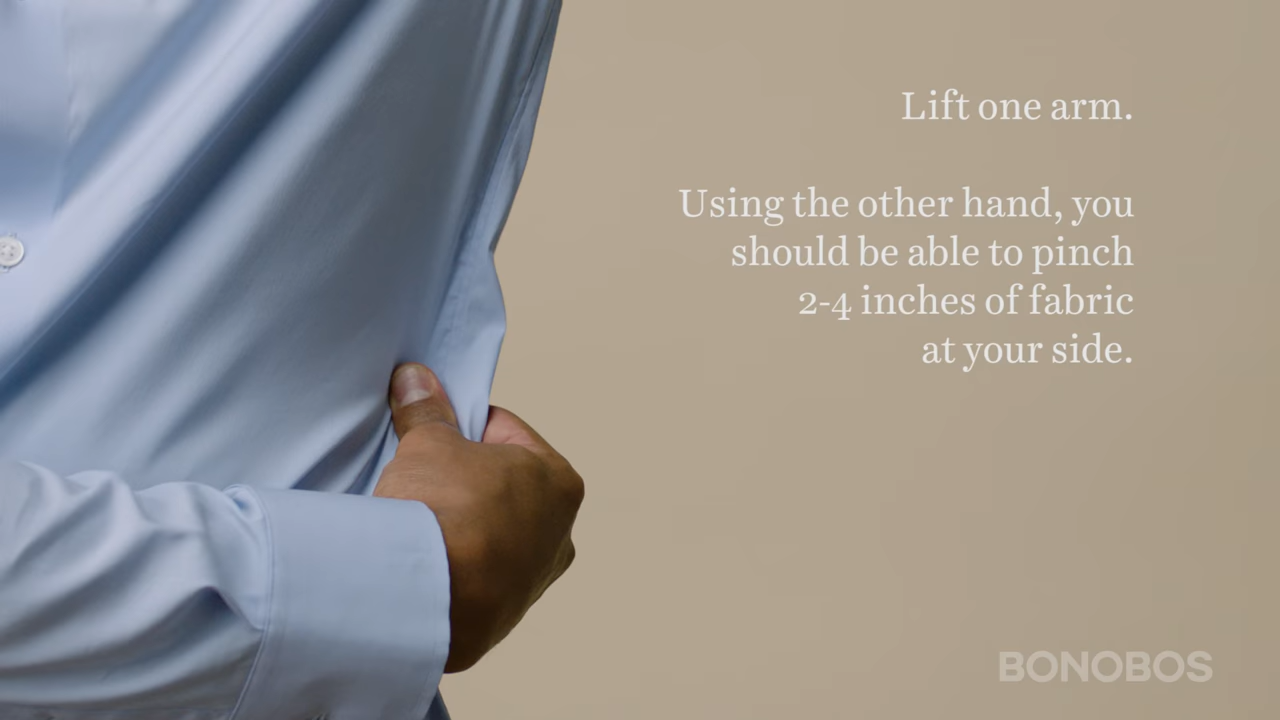 Lift one arm.
Using the other hand, you
should be able to pinch
2-4 inches of fabric
at your side.
BONOBOS